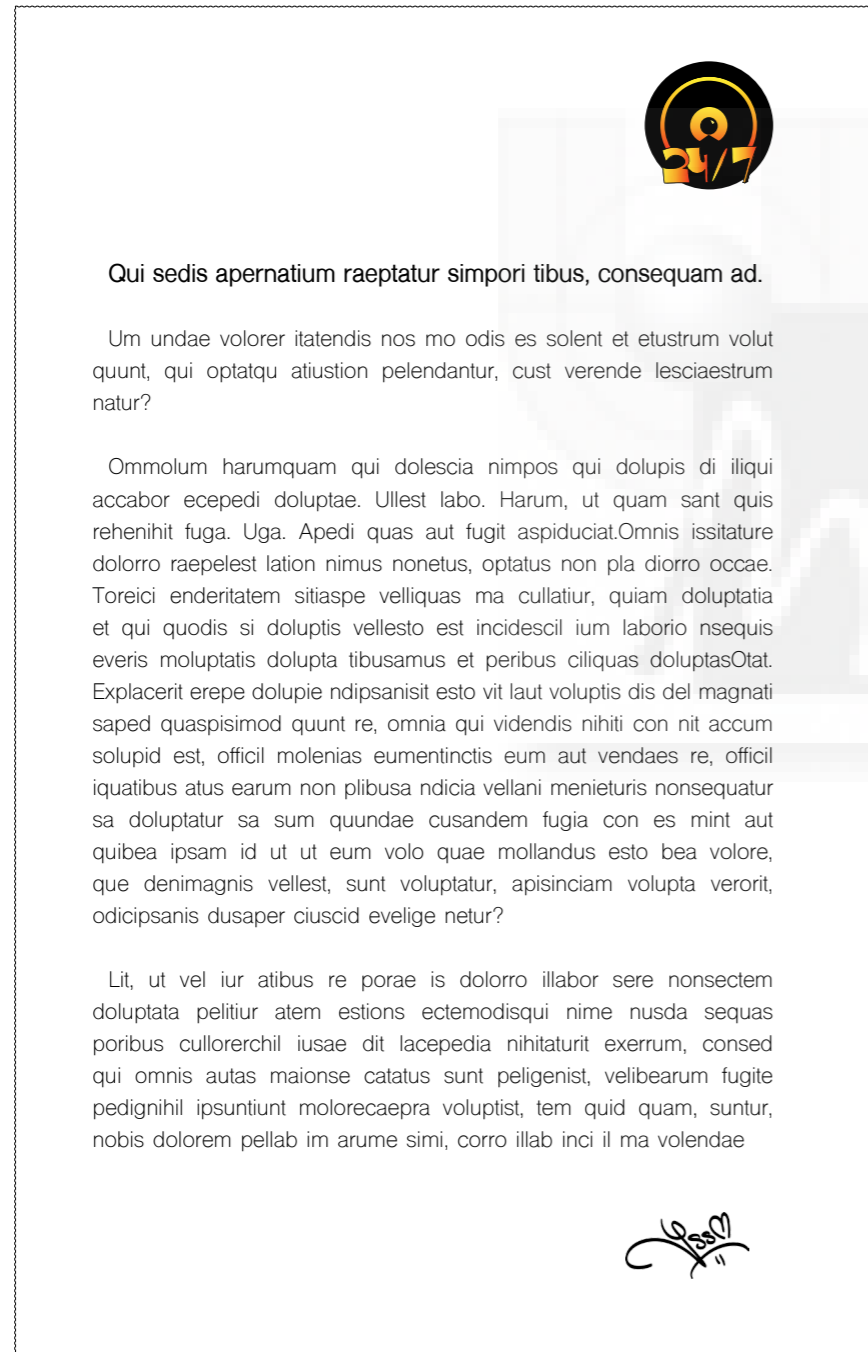 24/7
Qui sedis apernatium raeptatur simpori tibus, consequam ad.
Um undae volorer itatendis nos mo odis es solent et etustrum volut
quunt, qui optatqu atiustion pelendantur, cust verende lesciaestrum
natur?
Ommolum harumquam qui dolescia nimpos qui dolupis di iliqui
accabor ecepedi doluptae. Ullest labo. Harum, ut quam sant quis
rehenihit fuga. Uga. Apedi quas aut fugit aspiduciat.Omnis issitature
dolorro raepelest lation nimus nonetus, optatus non pla diorro occae.
Toreici enderitatem sitiaspe velliquas ma cullatiur, quiam doluptatia
et qui quodis si doluptis vellesto est incidescil ium laborio nsequis
everis moluptatis dolupta tibusamus et peribus ciliquas doluptasOtat.
Explacerit erepe dolupie ndipsanisit esto vit laut voluptis dis del magnati
saped quaspisimod quunt re, omnia qui videndis nihiti con nit accum
solupid est, officil molenias eumentinctis eum aut vendaes re, officil
iquatibus atus earum non plibusa ndicia vellani menieturis nonsequatur
sa doluptatur sa sum quundae cusandem fugia con es mint aut
quibea ipsam id ut ut eum volo quae mollandus esto bea volore,
que denimagnis vellest, sunt voluptatur, apisinciam volupta verorit,
odicipsanis dusaper ciuscid evelige netur?
Lit, ut vel iur atibus re porae is dolorro illabor sere nonsectem
doluptata pelitiur atem estions ectemodisqui nime nusda sequas
poribus cullorerchil iusae dit lacepedia nihitaturit exerrum, consed
qui omnis autas maionse catatus sunt peligenist, velibearum fugite
pedignihil ipsuntiunt molorecaepra voluptist, tem quid quam, suntur,
nobis dolorem pellab im arume simi, corro illab inci il ma volendae